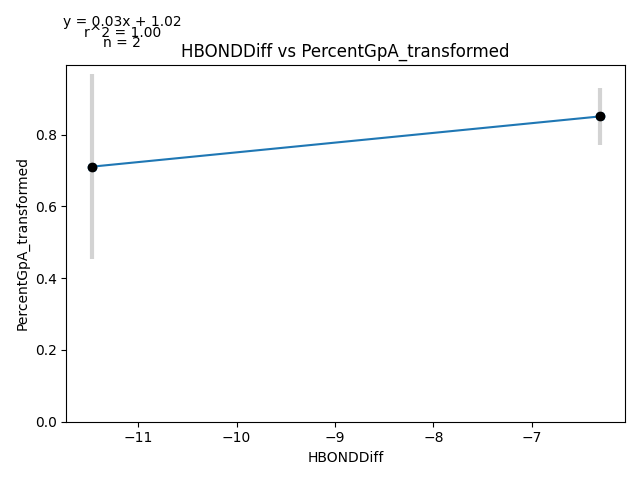 y = 0.03x + 1.02
r^2 = 1.00
n = 2
HBONDDiff vs PercentGpA_transformed
PercentGpA_transformed
0.8
0.6
0.4
0.2
0.0
−11
−10
−9
−8
−7
HBONDDiff